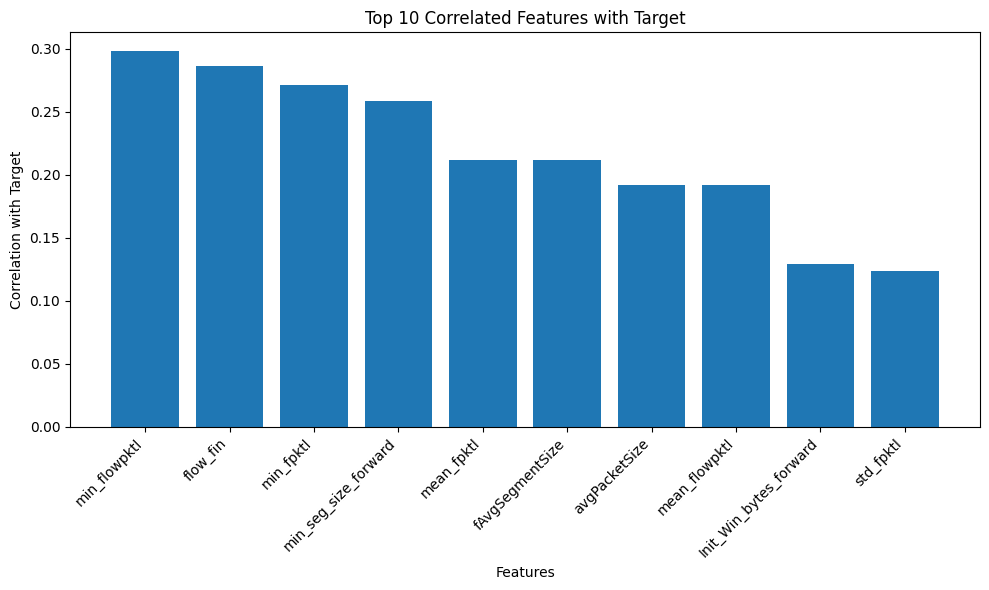 Top 10 Correlated Features with Target
Correlation with Target
0.30
0.25
0.20
0.15
0.10
0.05
0.00
min_flowpktl
flow_fin
min_fpktl
min_seg_size_forward
mean_fpktl
fAvgSegmentSize
avgPacketSize
mean_flowpktl
Init_Win_bytes_forward
std_fpktl
Features